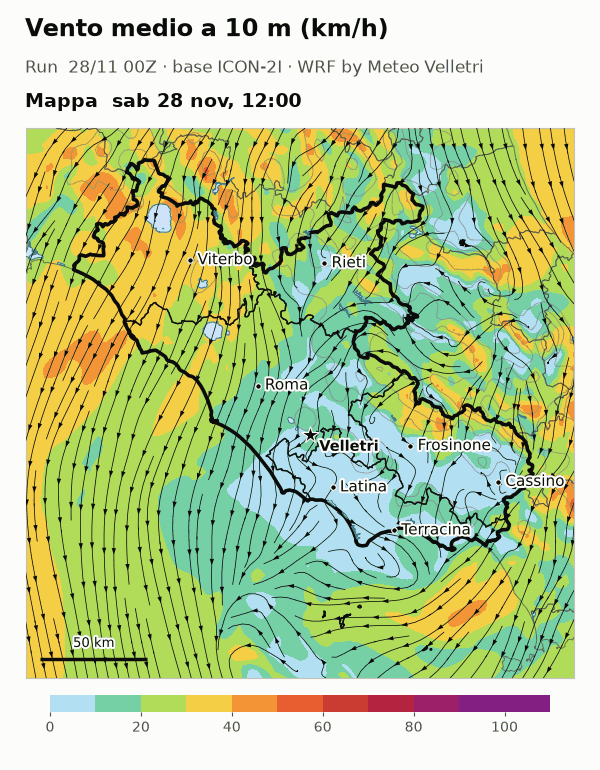 Vento medio a 10 m (km/h)
Run  28/11 00Z · base ICON-2I · WRF by Meteo Velletri
Mappa  sab 28 nov, 12:00
Viterbo
Rieti
Roma
Velletri
Frosinone
Latina
Cassino
Terracina
50 km
0 20 40 60 80 100